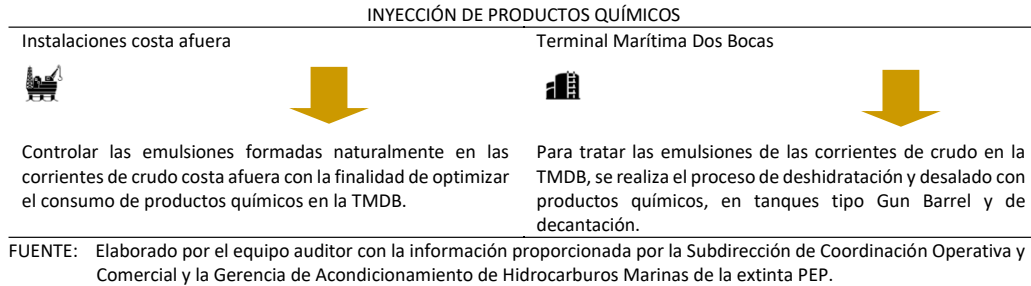 INYECCIÓN DE PRODUCTOS QUÍMICOS
Instalaciones costa afuera
Controlar las emulsiones formadas naturalmente en las
corrientes de crudo costa afuera con la finalidad de optimizar
el consumo de productos químicos en la TMDB.
Terminal Marítima Dos Bocas
Para tratar las emulsiones de las corrientes de crudo en la
TMDB, se realiza el proceso de deshidratación y desalado con
productos químicos, en tanques tipo Gun Barrel y de
decantación.
FUENTE: Elaborado por el equipo auditor con la información proporcionada por la Subdirección de Coordinación Operativa y
Comercial y la Gerencia de Acondicionamiento de Hidrocarburos Marinas de la extinta PEP.